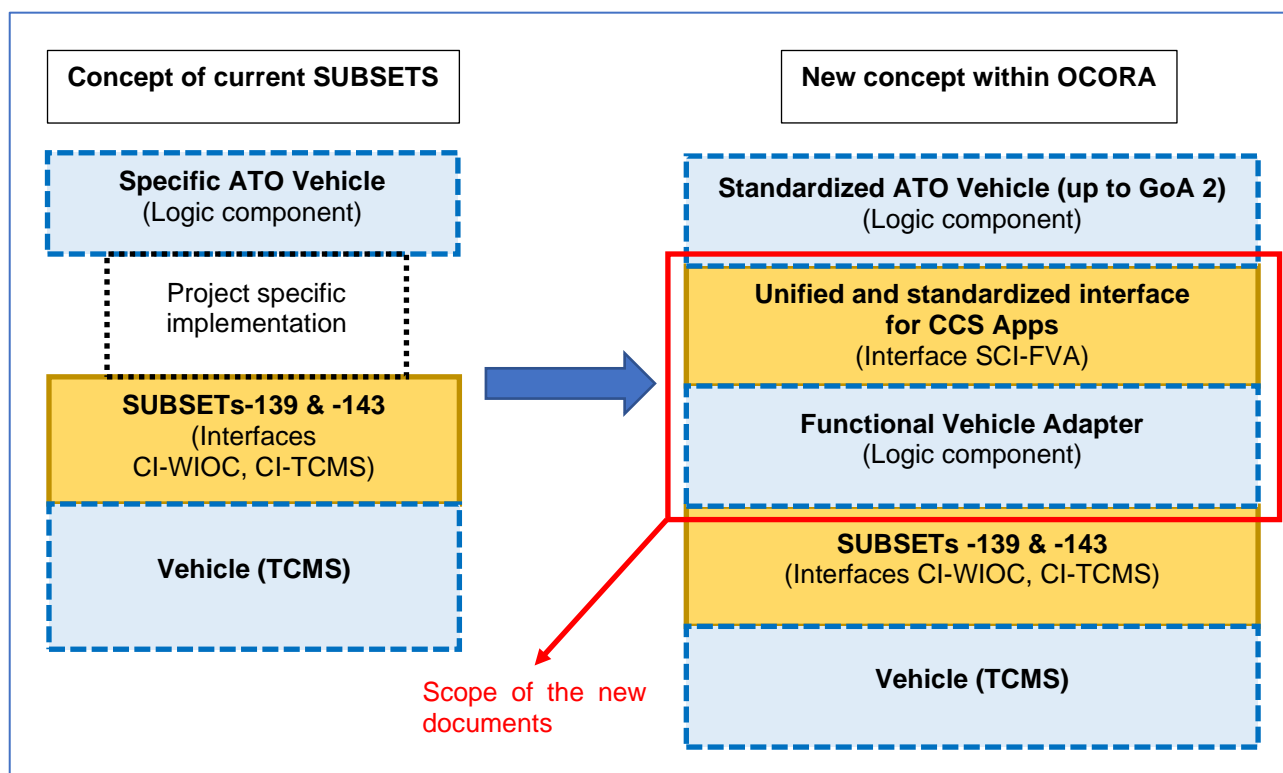 Concept of current SUBSETS
Specific ATO Vehicle
(Logic component)
Project specific
implementation
SUBSETs-139 & -143
(Interfaces
CI-WIOC, CI-TCMS)
Vehicle (TCMS)
New concept within OCORA
Standardized ATO Vehicle (up to GoA 2)
(Logic component)
Unified and standardized interface
for CCS Apps
(Interface SCI-FVA)
Functional Vehicle Adapter
(Logic component)
SUBSETs -139 & -143
(Interfaces CI-WIOC, CI-TCMS)
Vehicle (TCMS)
Scope of the new
documents